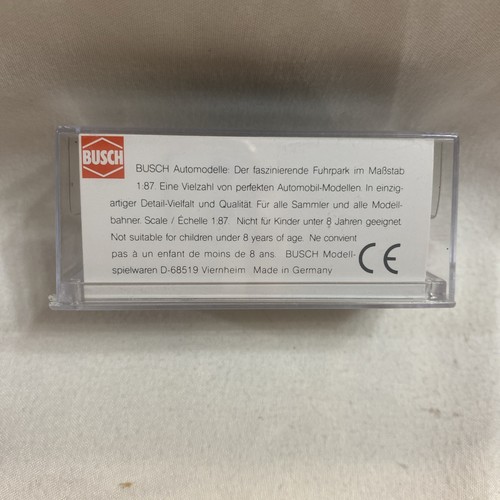 BUSCH
BUSCH Automodelle: Der faszinierende Fuhrpark im Maßstab
1:87. Eine Vielzahl von perfekten Automobil-Modellen. In einzig-
artiger Detail-Vielfalt und Qualität. Für alle Sammler und alle Modell-
bahner. Scale / Échelle 1:87. Nicht für Kinder unter 8 Jahren geeignet.
Not suitable for children under 8 years of age. Ne convient
pas à un enfant de moins de 8 ans. BUSCH Modell-
spielwaren D-68519 Viernheim Made in Germany
CE